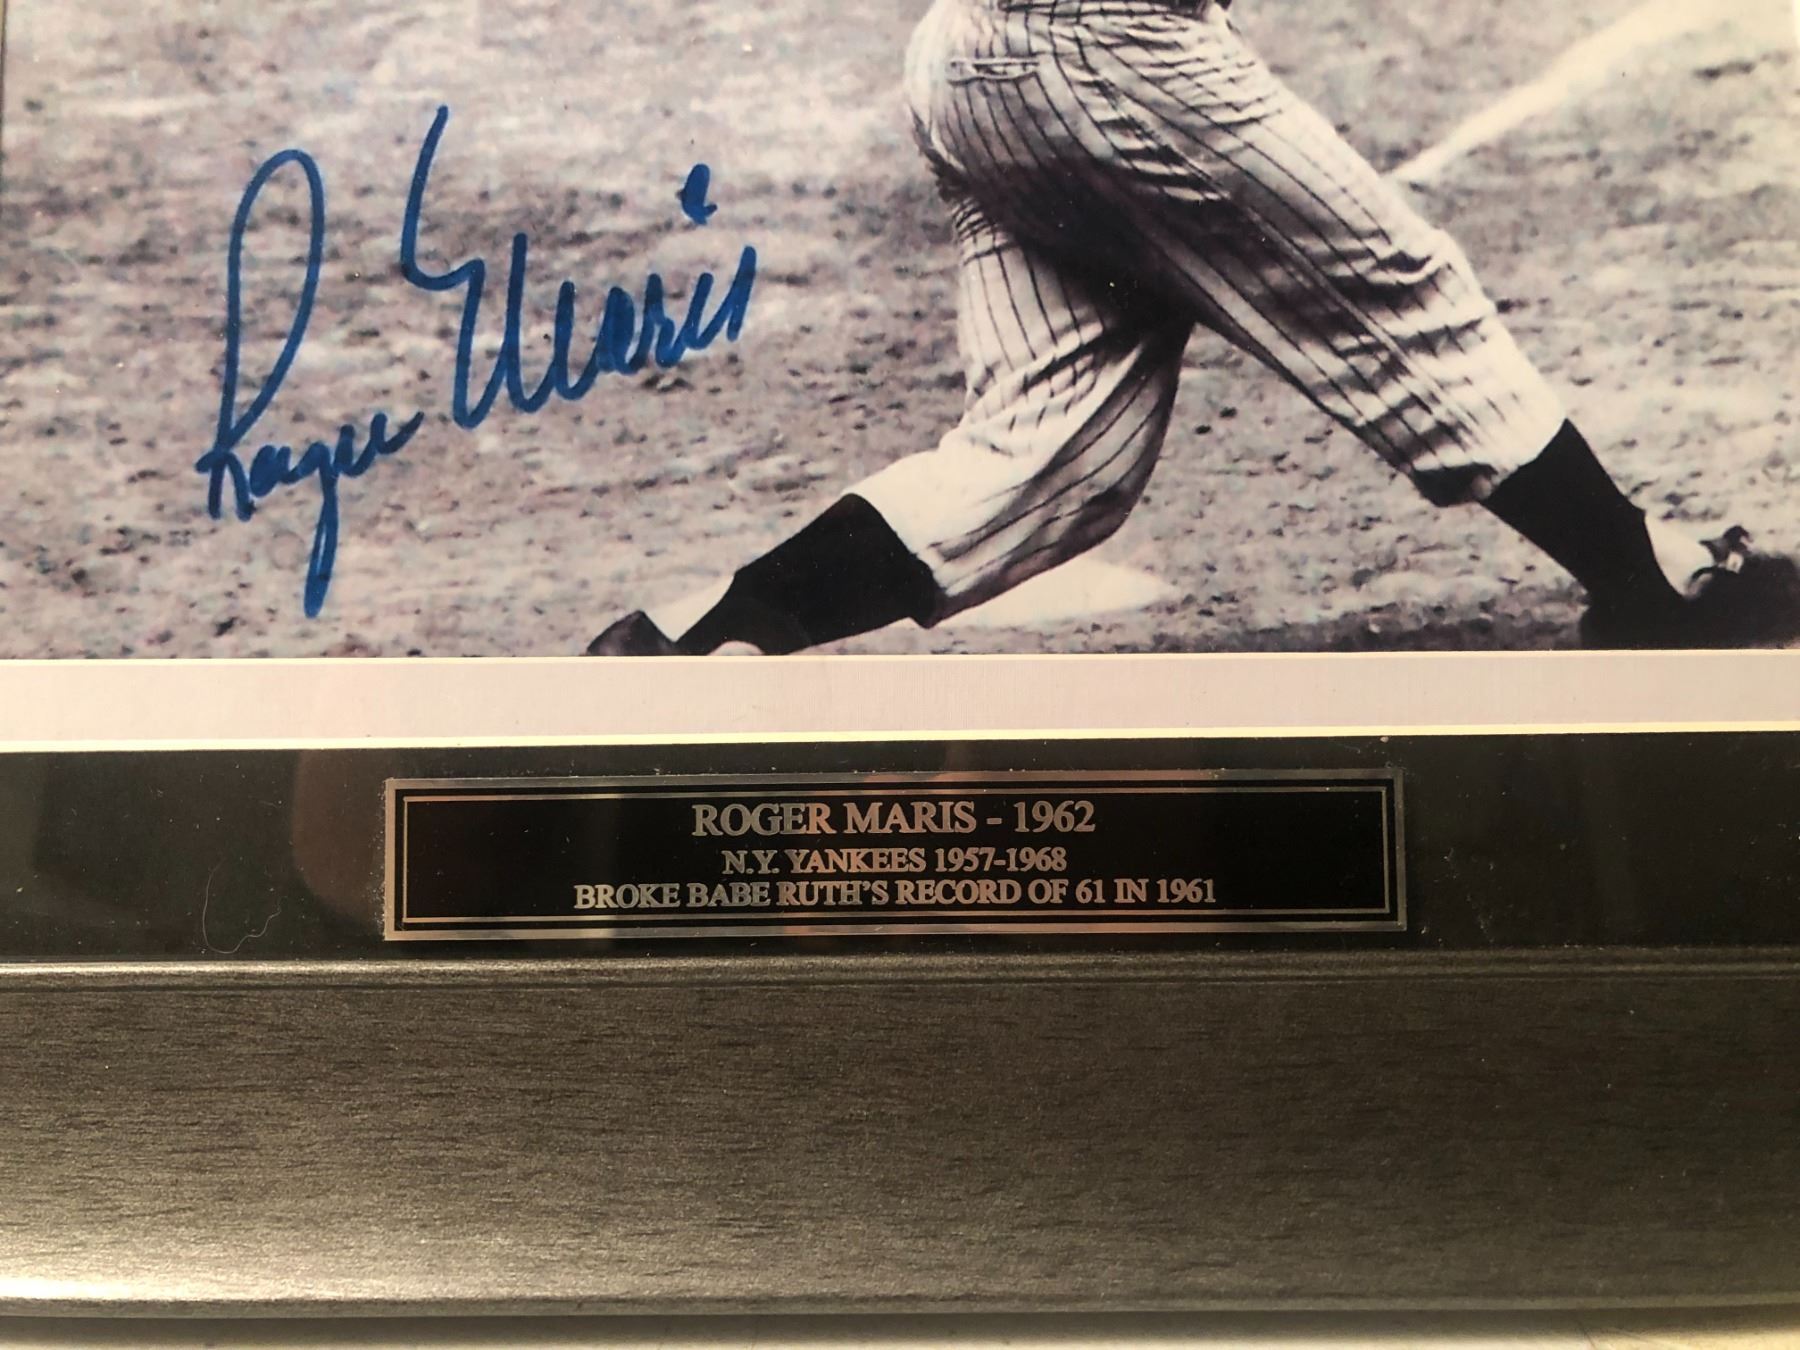 Roger Maris
ROGER MARIS - 1962
N.Y. YANKEES 1957-1968
BROKE BABE RUTH'S RECORD OF 61 IN 1961